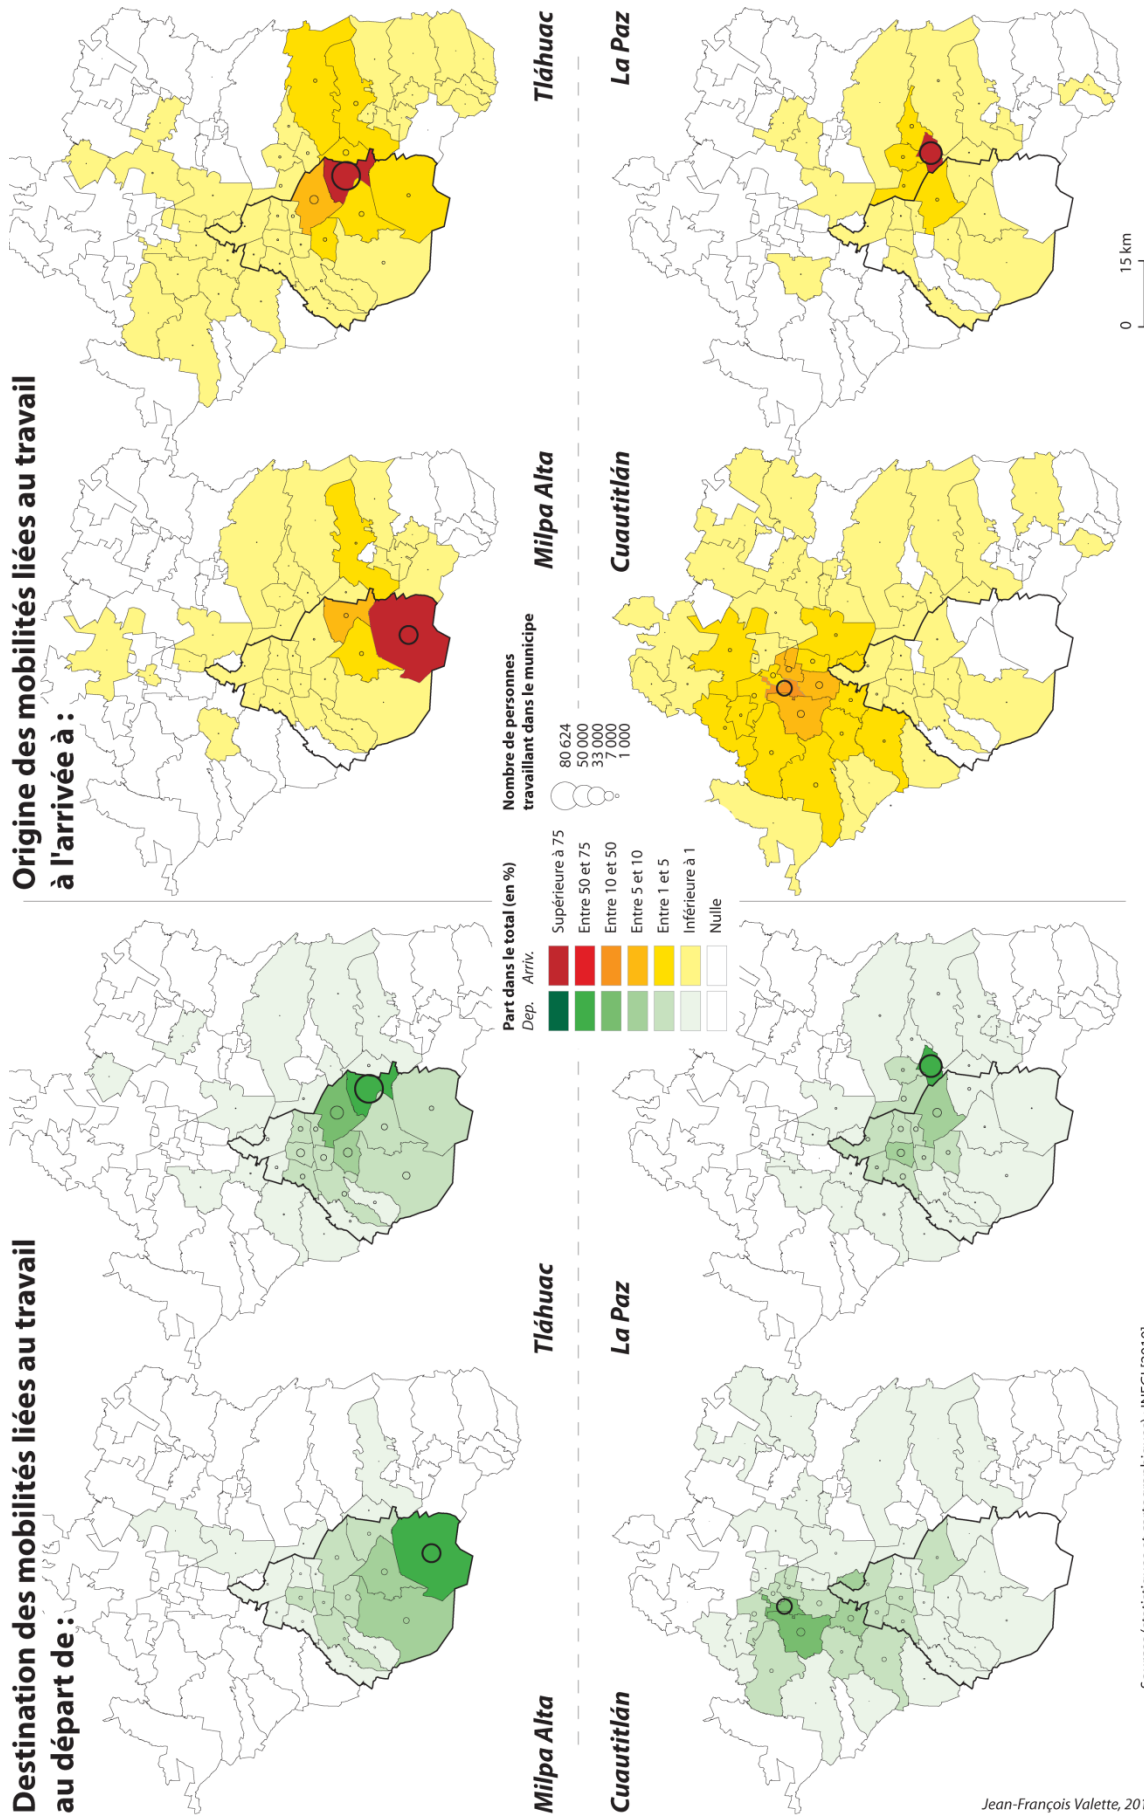 Destination des mobilités liées au travail
au départ de :
Origine des mobilités liées au travail
à l'arrivée à :
Milpa Alta
Tláhuac
Milpa Alta
Tláhuac
Part dans le total (en %)
Dep. Arriv.
Supérieure à 75
Entre 50 et 75
Entre 10 et 50
Entre 5 et 10
Entre 1 et 5
Inférieure à 1
Nulle
Nombre de personnes
travaillant dans le municipe
80 624
50 000
33 000
17 000
1 000
Cuautitlán
La Paz
Cuautitlán
La Paz
0 15 km
Jean-François Valette, 201